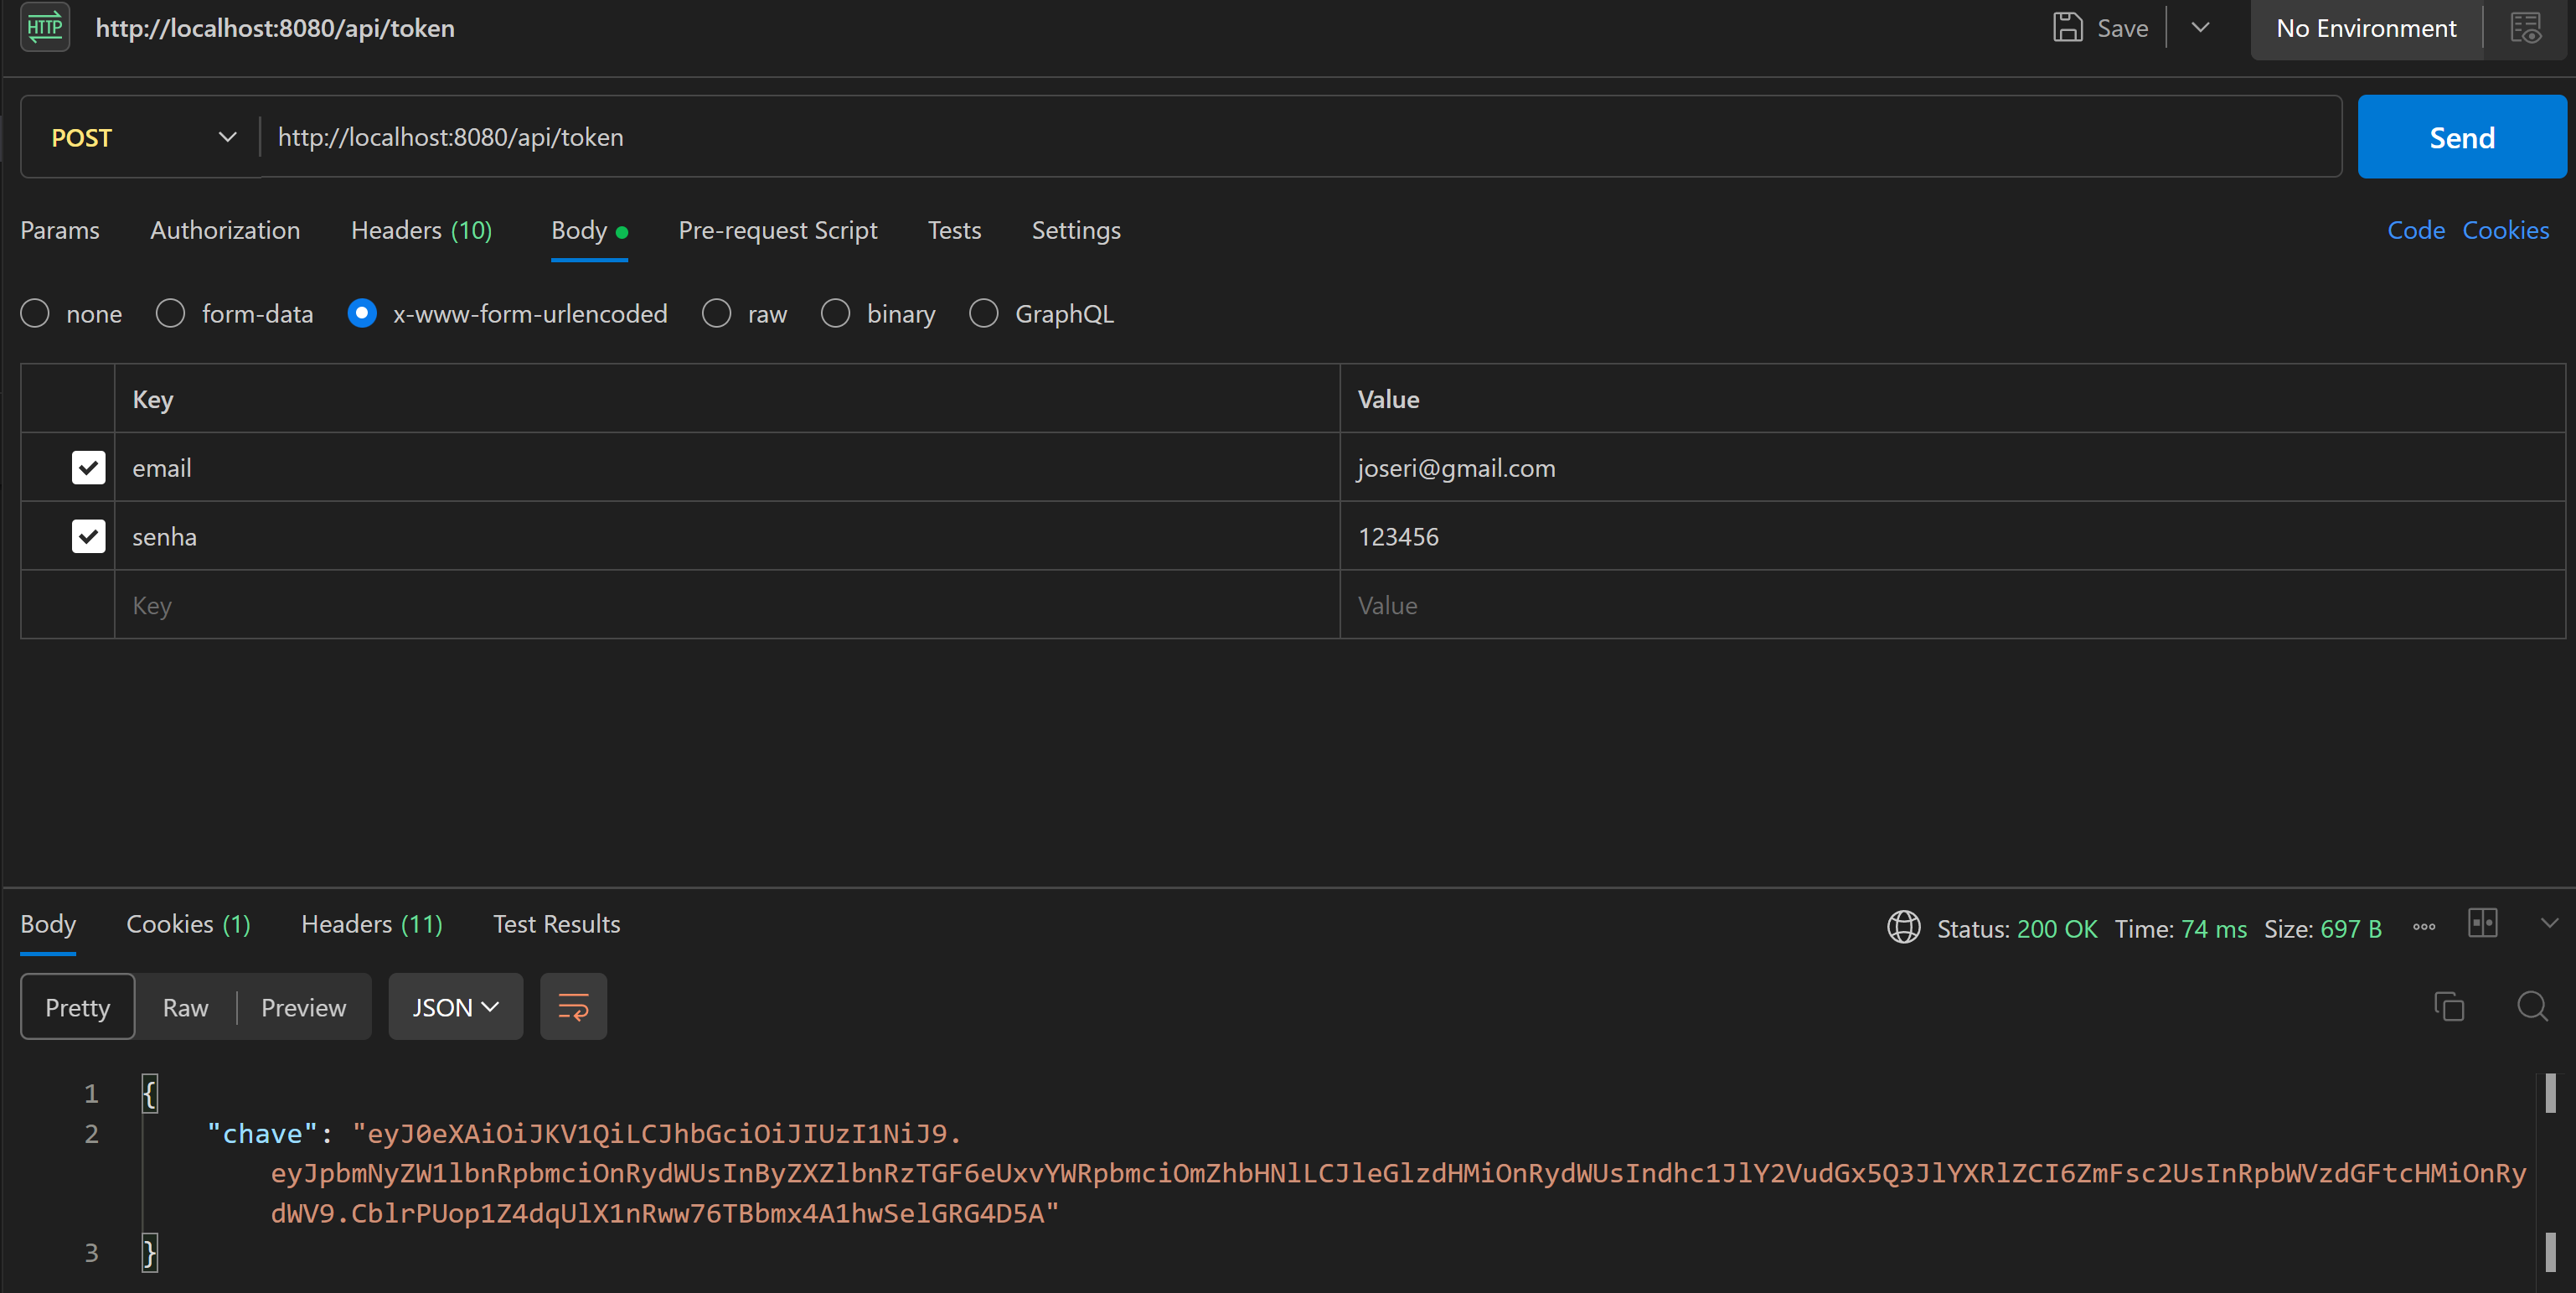 HTTP http://localhost:8080/api/token Save No Environment
POST http://localhost:8080/api/token Send
Params Authorization Headers (10) Body Pre-request Script Tests Settings Code Cookies
none form-data x-www-form-urlencoded raw binary GraphQL
Key Value
email joseri@gmail.com
senha 123456
Key Value
Body Cookies (1) Headers (11) Test Results Status: 200 OK Time: 74 ms Size: 697 B
Pretty Raw Preview JSON
1 {
2 "chave": "eyJ0eXAiOiJKV1QiLCJhbGciOiJIUzI1NiJ9.
eyJpbmNyZW1lbnRpbmciOnRydWUsInByZXZlbnRzTGF6eUxvYWRpbmciOmZhbHNlLCJleGlzdHMiOnRydWUsIndhc1JlY2VudGx5Q3JlYXRlZCI6ZmFsc2UsInRpbWVzdGFtcHMiOnRy
dWV9.CblrPUop1Z4dqUlX1nRww76TBbmx4A1hwSelGRG4D5A"
3 }